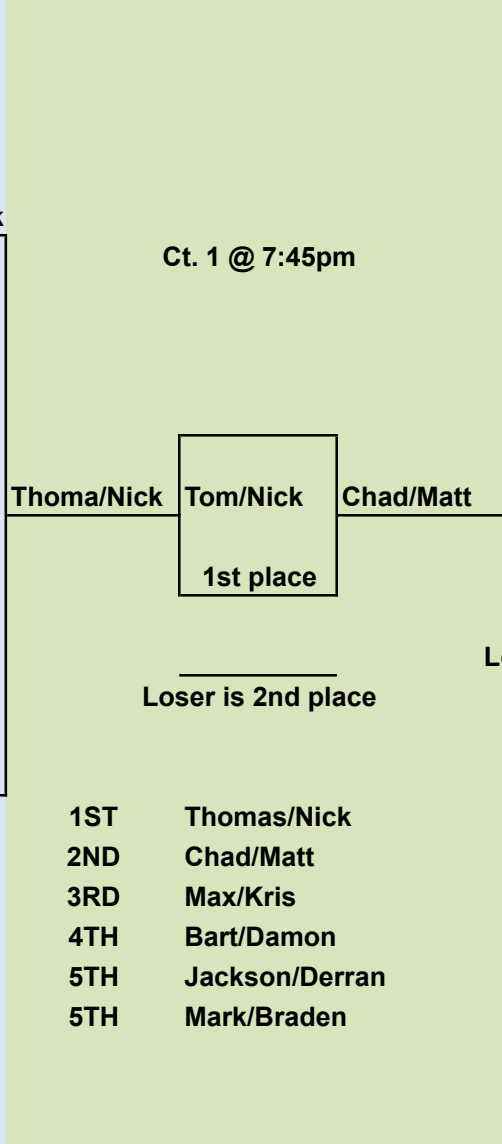 Ct. 1 @ 7:45pm
Thoma/Nick Tom/Nick Chad/Matt
1st place
Loser is 2nd place
1ST Thomas/Nick
2ND Chad/Matt
3RD Max/Kris
4TH Bart/Damon
5TH Jackson/Derran
5TH Mark/Braden